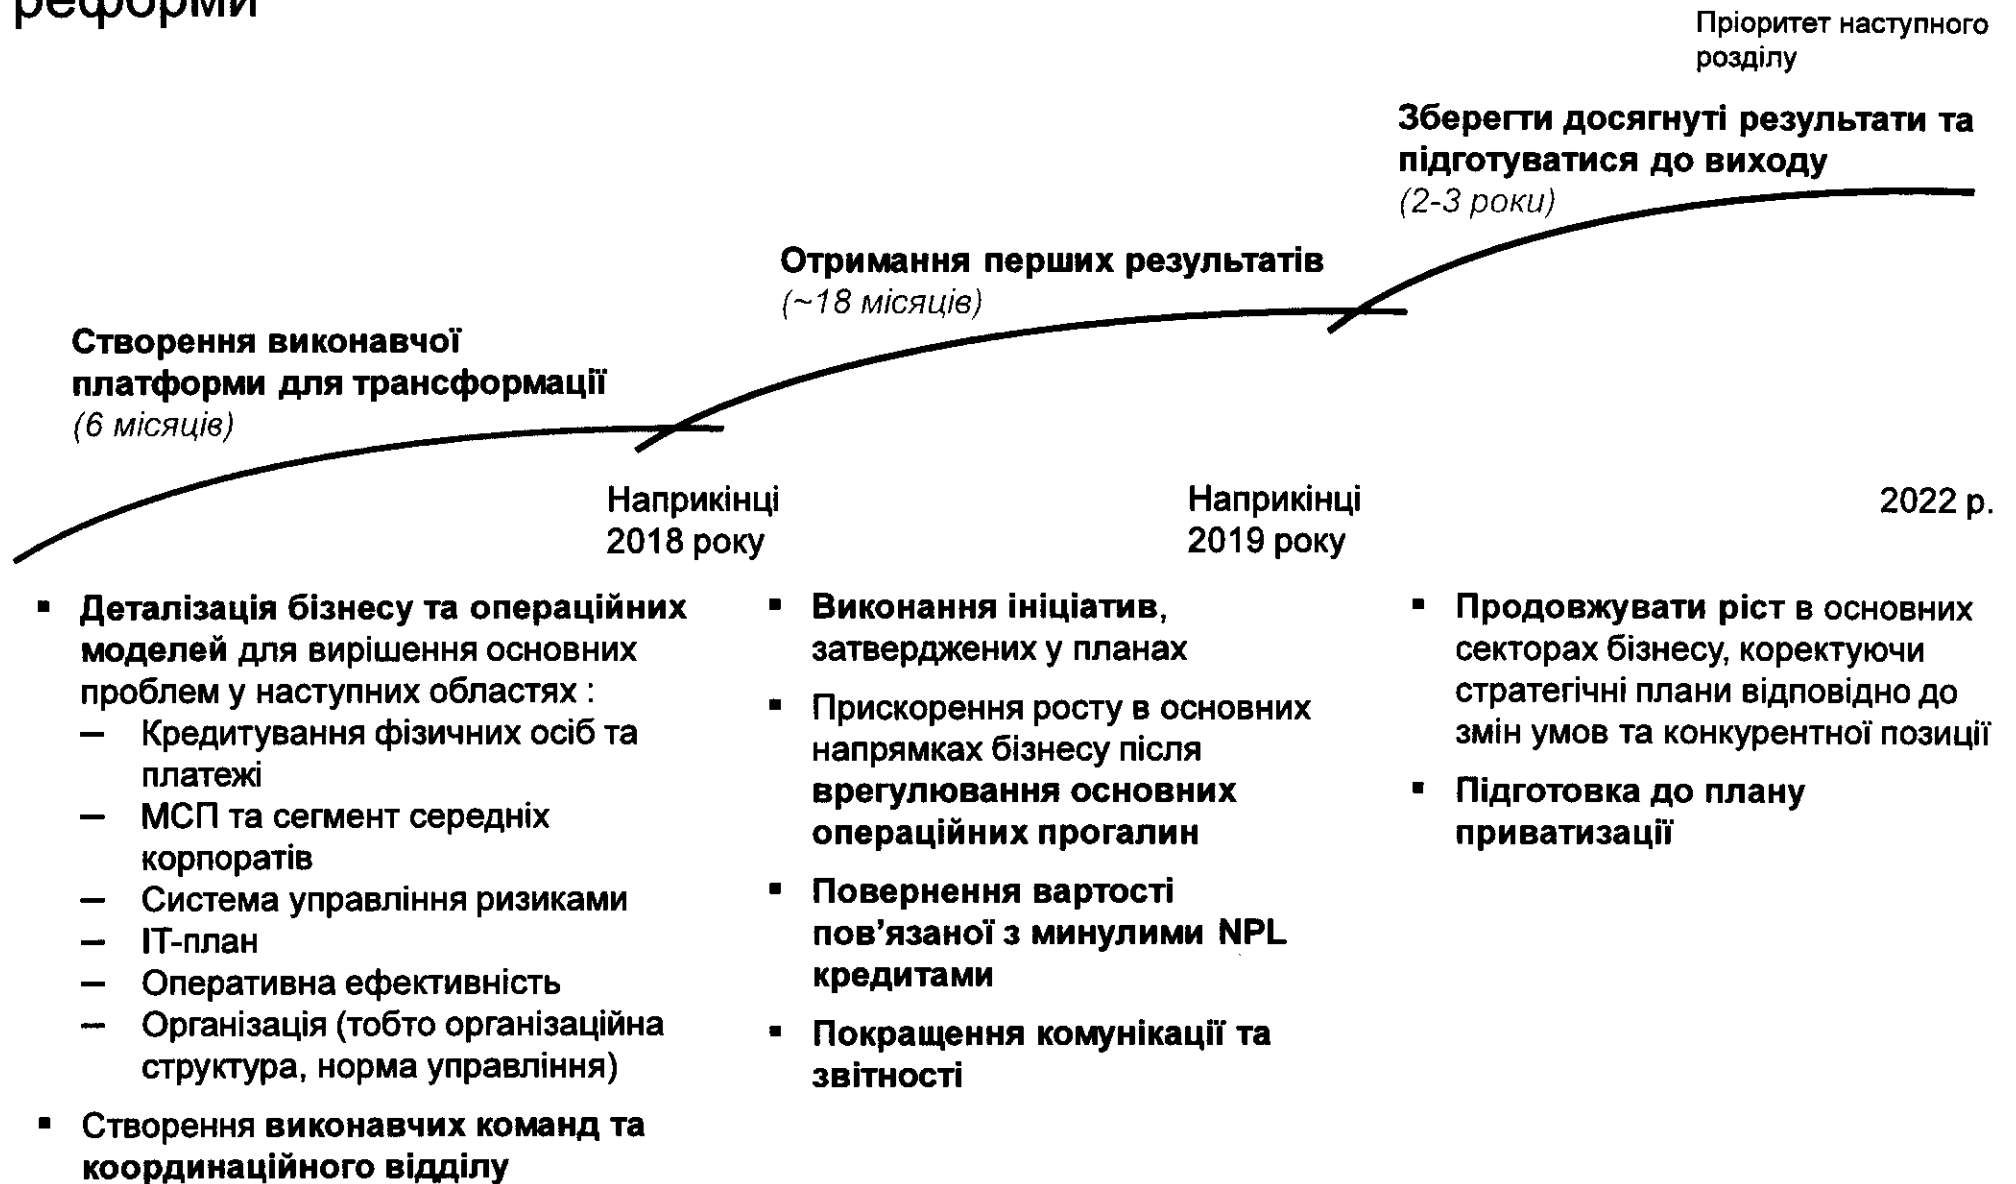 реформи
Пріоритет наступного
розділу
Зберегти досягнуті результати та
підготуватися до виходу
(2-3 роки)
Отримання перших результатів
(~18 місяців)
Створення виконавчої
платформи для трансформації
(6 місяців)
Наприкінці
2018 року
Наприкінці
2019 року
2022 р.
▪ Деталізація бізнесу та операційних
моделей для вирішення основних
проблем у наступних областях :
— Кредитування фізичних осіб та
платежі
— МСП та сегмент середніх
корпоратів
— Система управління ризиками
— ІТ-план
— Оперативна ефективність
— Організація (тобто організаційна
структура, норма управління)
▪ Створення виконавчих команд та
координаційного відділу
▪ Виконання ініціатив,
затверджених у планах
▪ Прискорення росту в основних
напрямках бізнесу після
врегулювання основних
операційних прогалин
▪ Повернення вартості
пов’язаної з минулими NPL
кредитами
▪ Покращення комунікації та
звітності
▪ Продовжувати ріст в основних
секторах бізнесу, коректуючи
стратегічні плани відповідно до
змін умов та конкурентної позиції
▪ Підготовка до плану
приватизації